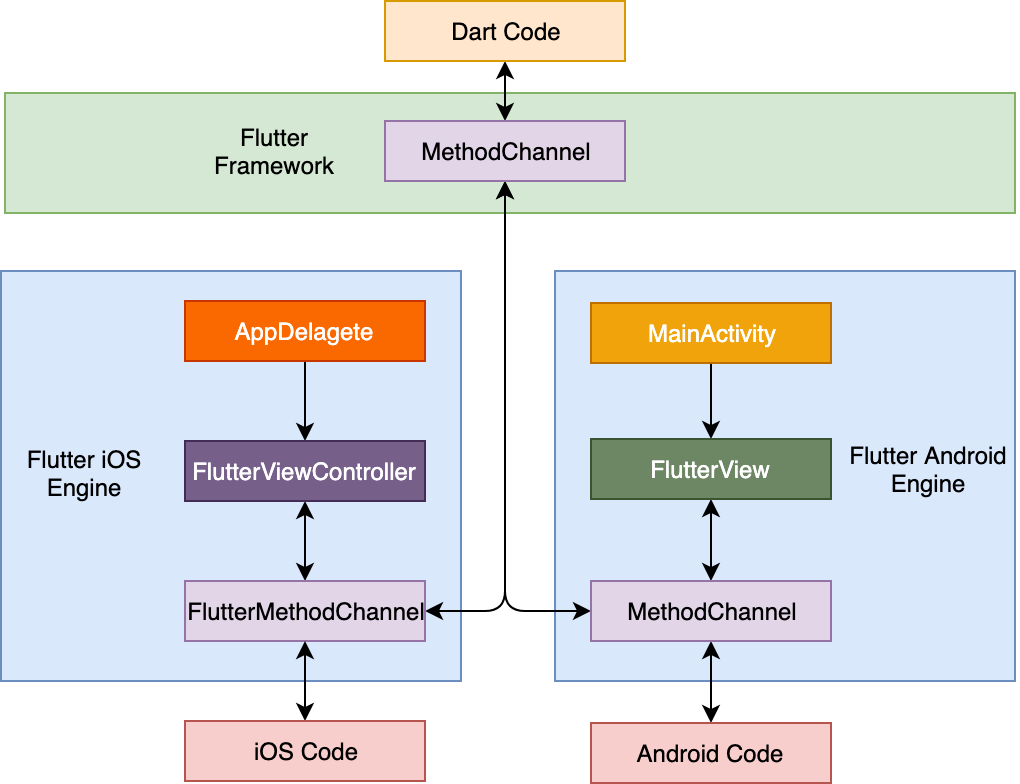 Dart Code
Flutter
Framework
MethodChannel
AppDelagete
MainActivity
Flutter iOS
Engine
FlutterViewController
FlutterView
Flutter Android
Engine
FlutterMethodChannel
MethodChannel
iOS Code
Android Code